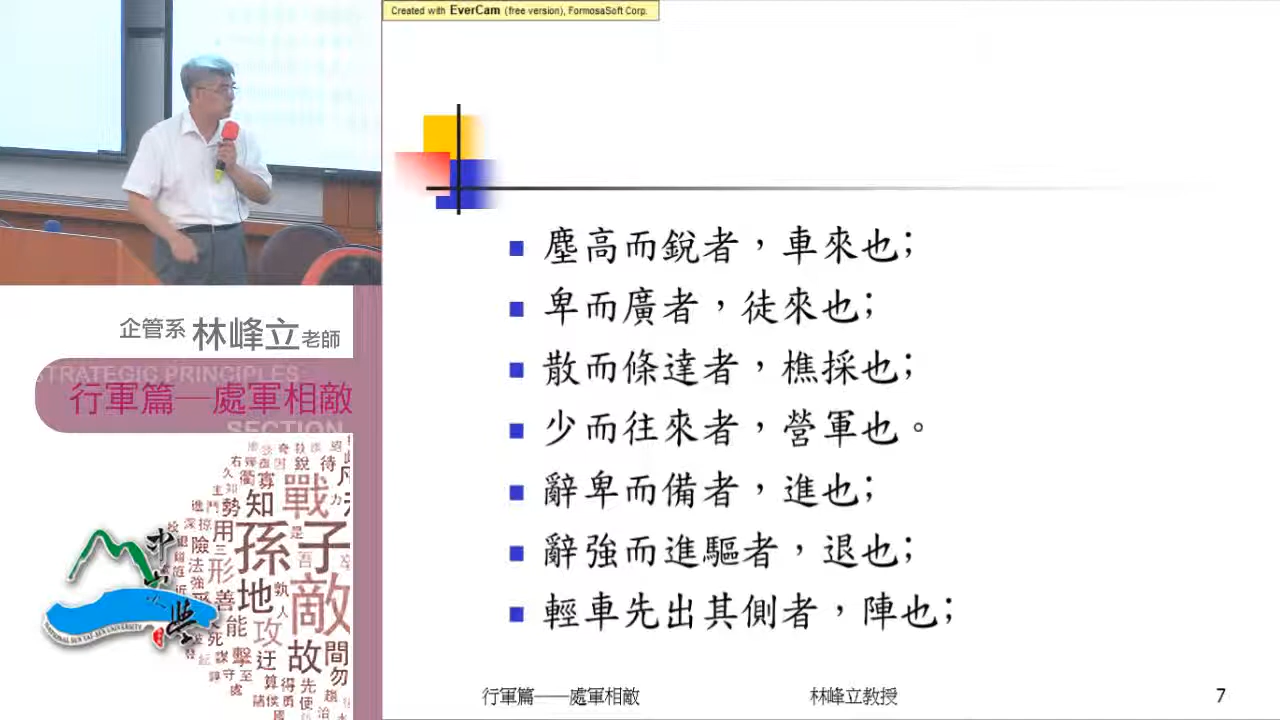 Created with EverCam (free version), FormosaSoft Corp.
企管系 林峰立老師
STRATEGIC PRINCIPLES
行軍篇—處軍相敵
SECTION
孫子
戰
知
敵
地
用
形
善
能
攻
故
間
勿
塵高而銳者，車來也；
卑而廣者，徒來也；
散而條達者，樵採也；
少而往來者，營軍也。
辭卑而備者，進也；
辭強而進驅者，退也；
輕車先出其側者，陣也；
行軍篇──處軍相敵
林峰立教授
7